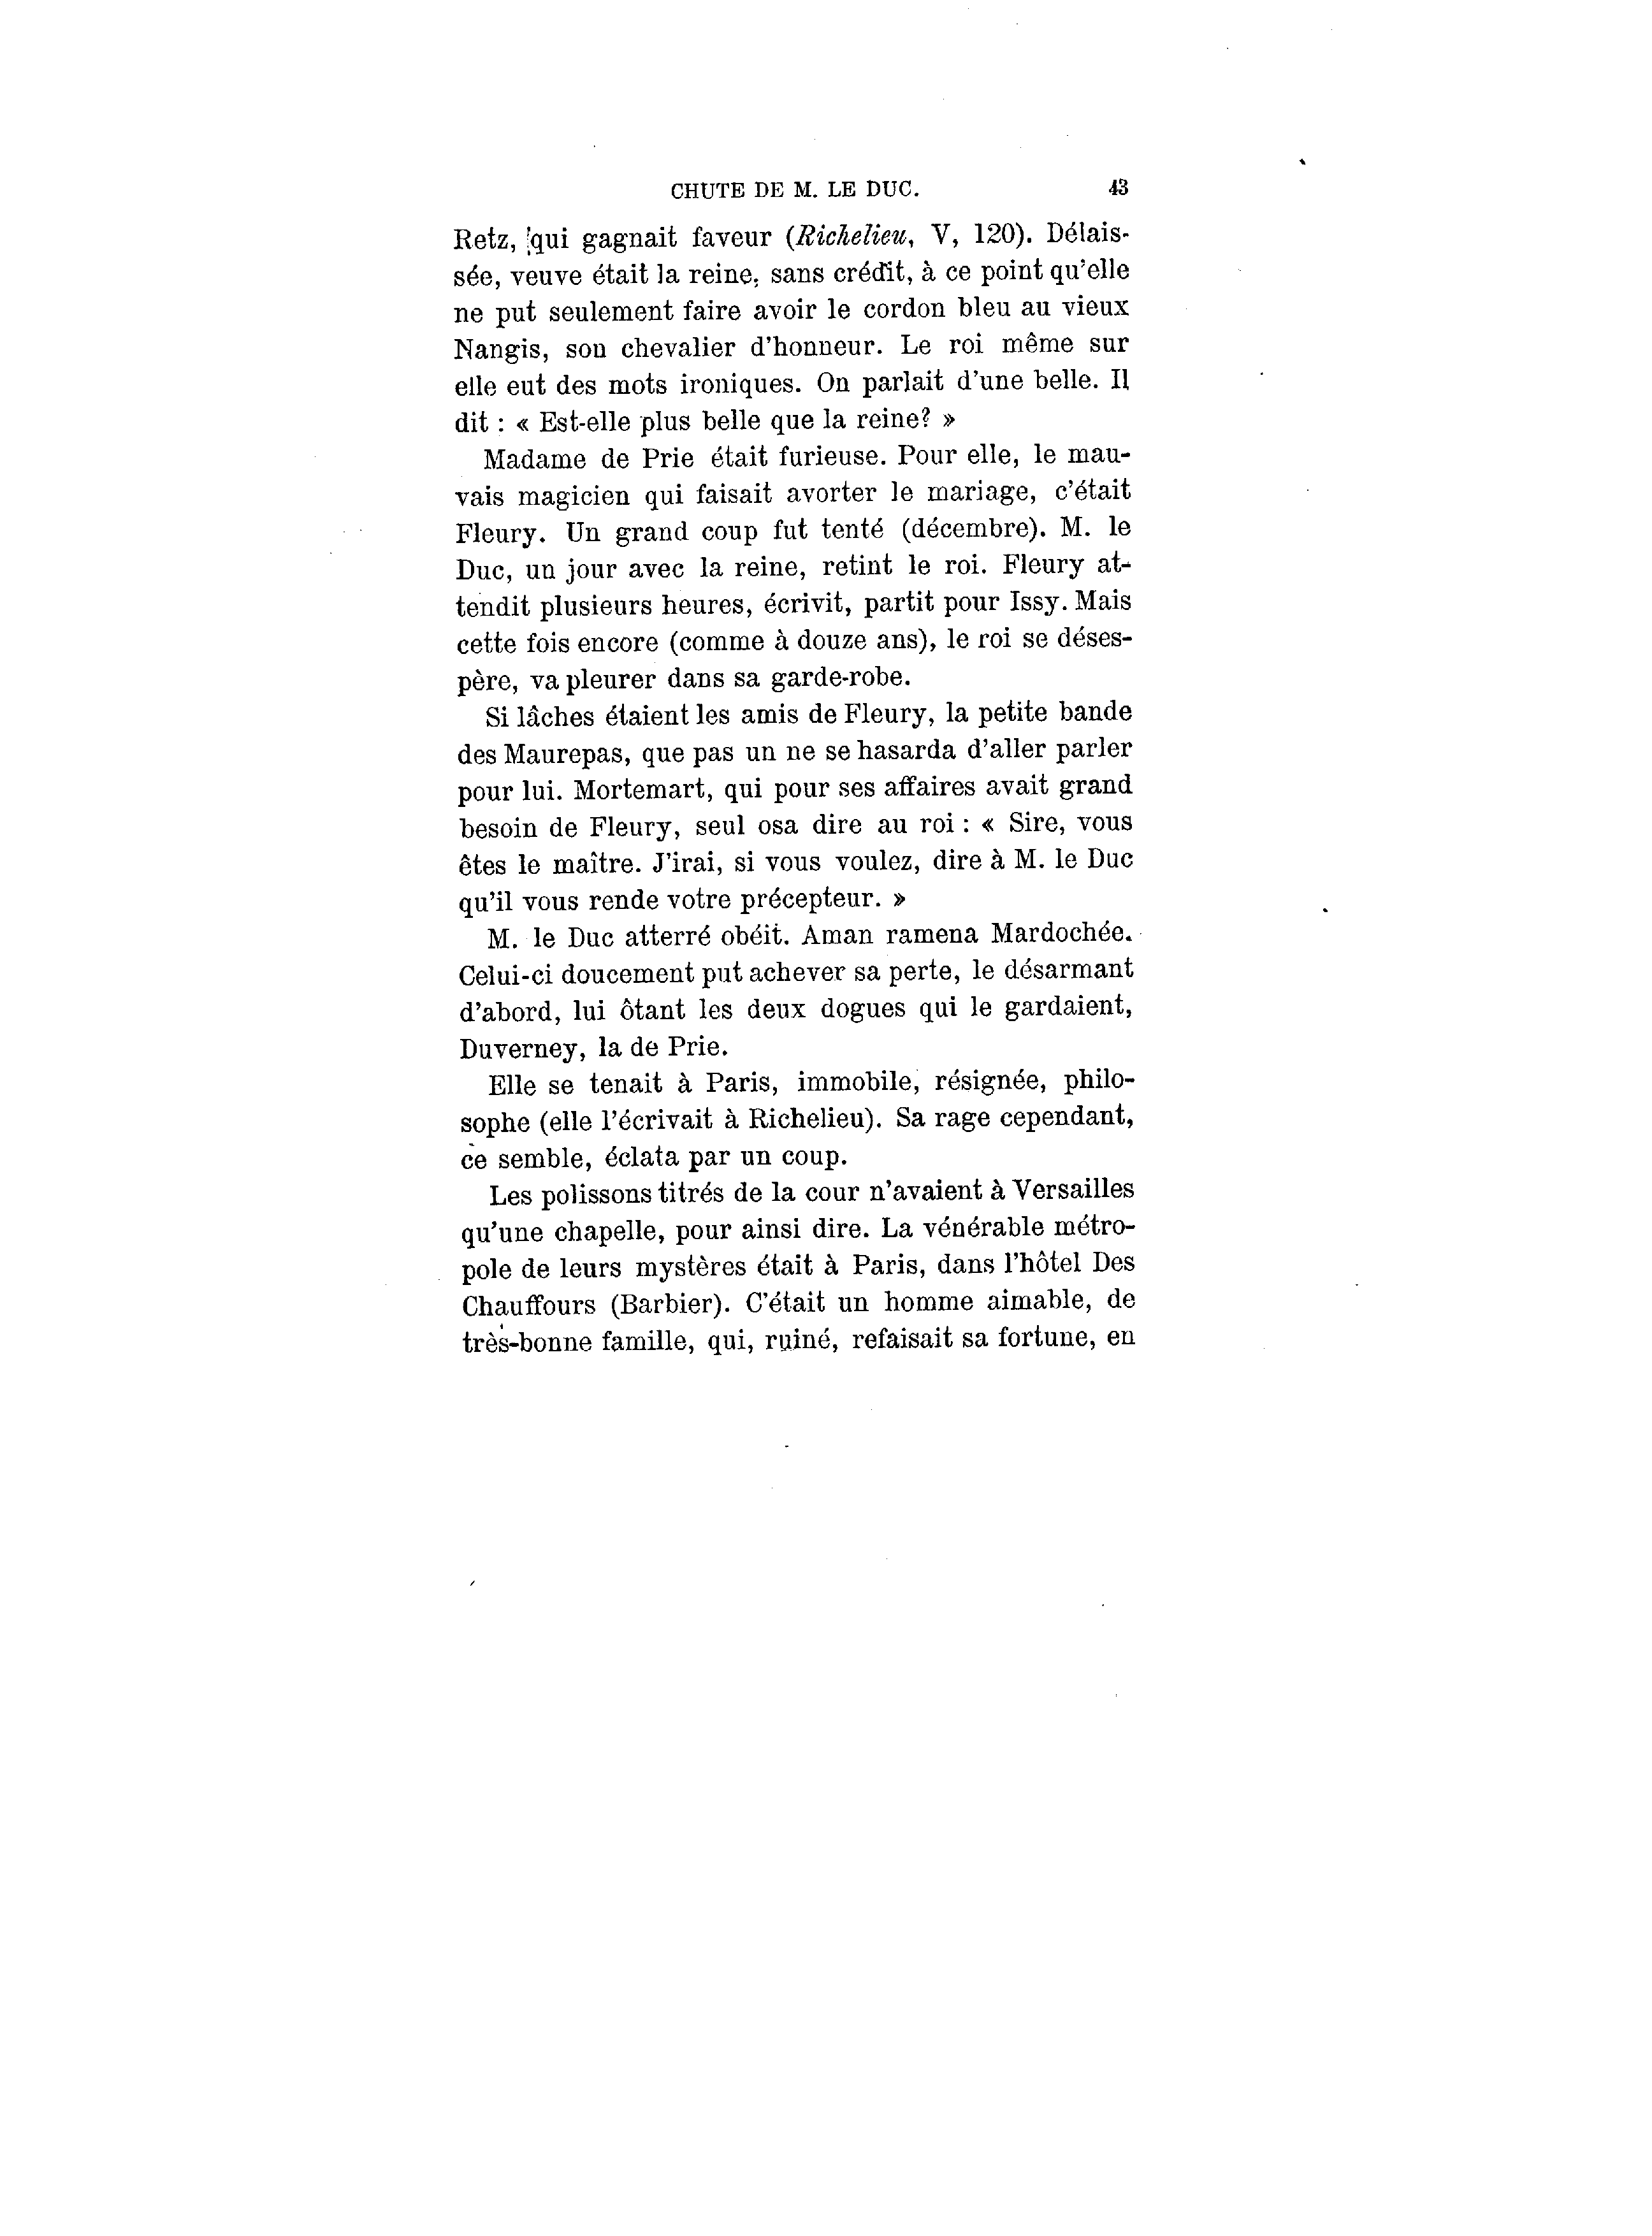 CHUTE DE M. LE DUC. 43
Retz, qui gagnait faveur (Richelieu, V, 120). Délais-
sée, veuve était la reine, sans crédit, à ce point qu'elle
ne put seulement faire avoir le cordon bleu au vieux
Nangis, son chevalier d'honneur. Le roi même sur
elle eut des mots ironiques. On parlait d'une belle. Il
dit : « Est-elle plus belle que la reine? »
Madame de Prie était furieuse. Pour elle, le mau-
vais magicien qui faisait avorter le mariage, c'était
Fleury. Un grand coup fut tenté (décembre). M. le
Duc, un jour avec la reine, retint le roi. Fleury at-
tendit plusieurs heures, écrivit, partit pour Issy. Mais
cette fois encore (comme à douze ans), le roi se déses-
père, va pleurer dans sa garde-robe.
Si lâches étaient les amis de Fleury, la petite bande
des Maurepas, que pas un ne se hasarda d'aller parler
pour lui. Mortemart, qui pour ses affaires avait grand
besoin de Fleury, seul osa dire au roi : « Sire, vous
êtes le maître. J'irai, si vous voulez, dire à M. le Duc
qu'il vous rende votre précepteur. »
M. le Duc atterré obéit. Aman ramena Mardochée.
Celui-ci doucement put achever sa perte, le désarmant
d'abord, lui ôtant les deux dogues qui le gardaient,
Duverney, la de Prie.
Elle se tenait à Paris, immobile, résignée, philo-
sophe (elle l'écrivait à Richelieu). Sa rage cependant,
ce semble, éclata par un coup.
Les polissons titrés de la cour n'avaient à Versailles
qu'une chapelle, pour ainsi dire. La vénérable métro-
pole de leurs mystères était à Paris, dans l'hôtel Des
Chauffours (Barbier). C'était un homme aimable, de
très-bonne famille, qui, ruiné, refaisait sa fortune, en